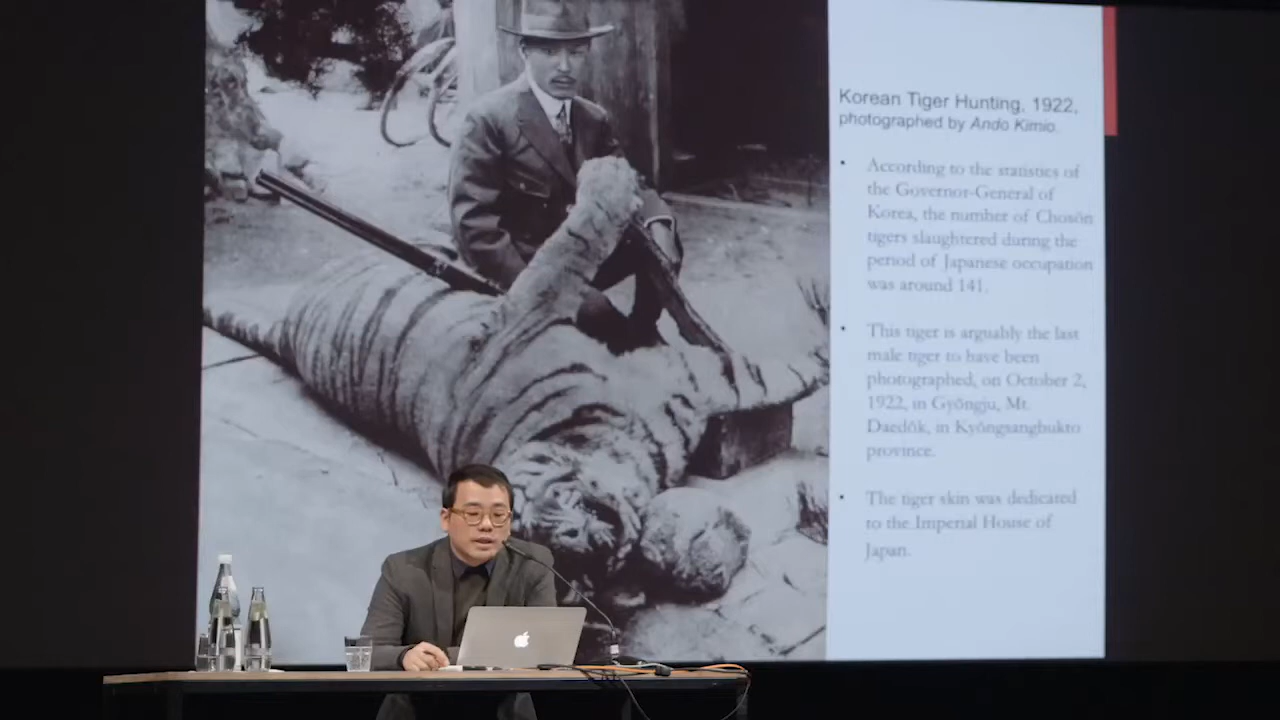 Korean Tiger Hunting, 1922,
photographed by Ando Kimio.
• According to the statistics of
the Governor-General of
Korea, the number of Chosŏn
tigers slaughtered during the
period of Japanese occupation
was around 141.
• This tiger is arguably the last
male tiger to have been
photographed, on October 2,
1922, in Gyŏngju, Mt.
Daedŏk, in Kyŏngsangbukto
province.
• The tiger skin was dedicated
to the Imperial House of
Japan.